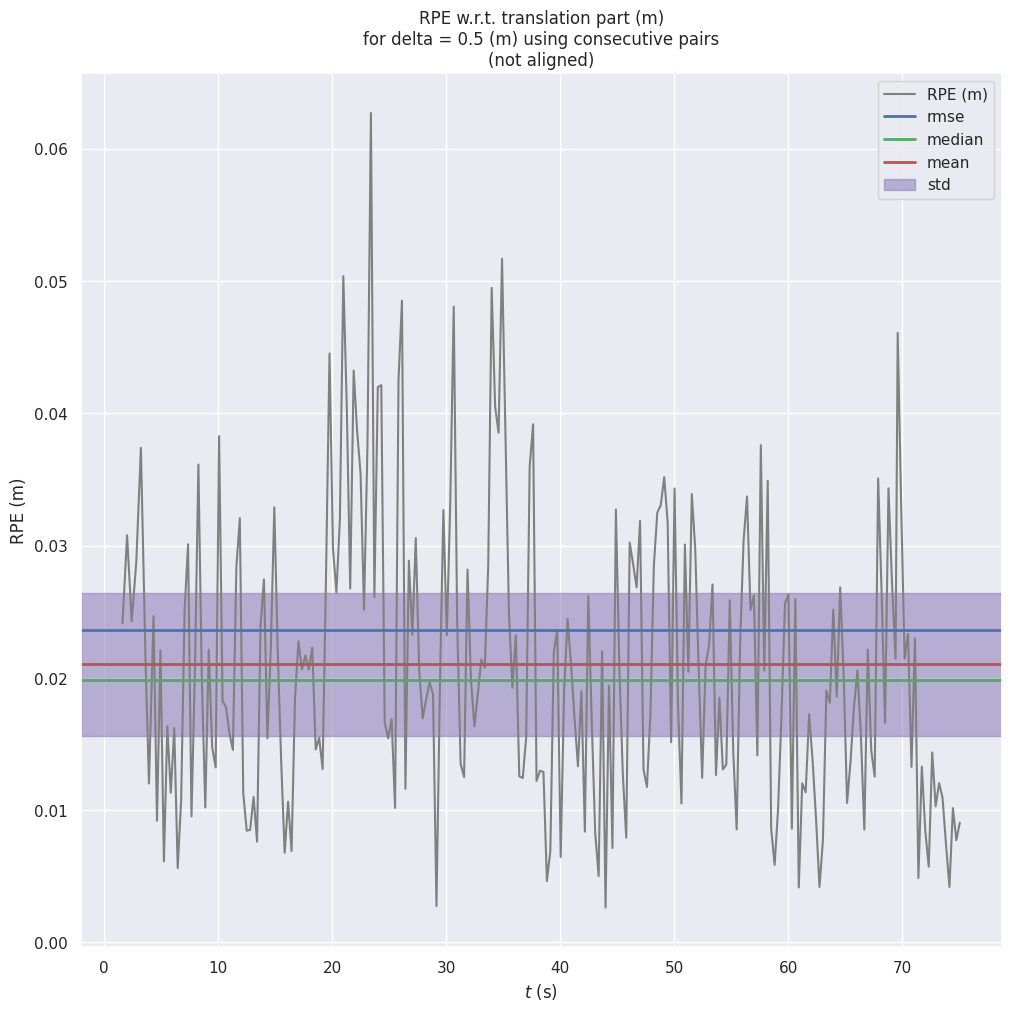 RPE w.r.t. translation part (m)
for delta = 0.5 (m) using consecutive pairs
(not aligned)
RPE (m)
rmse
median
mean
std
0.06
0.05
0.04
0.03
0.02
0.01
0.00
RPE (m)
0 10 20 30 40 50 60 70
t (s)